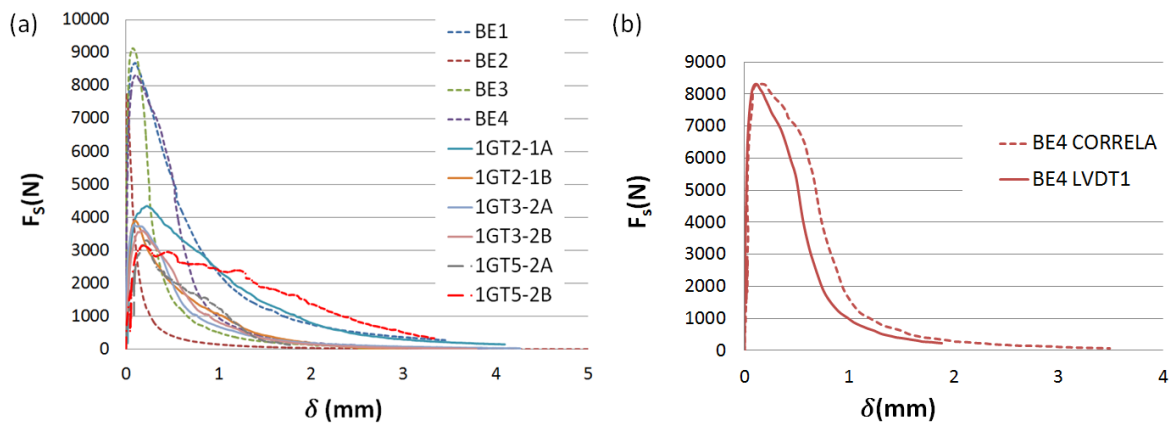 (a)
10000
9000
8000
7000
6000
5000
4000
3000
2000
1000
0
Fs(N)
0 1 2 3 4 5
δ (mm)
BE1
BE2
BE3
BE4
1GT2-1A
1GT2-1B
1GT3-2A
1GT3-2B
1GT5-2A
1GT5-2B
(b)
9000
8000
7000
6000
5000
4000
3000
2000
1000
0
Fs(N)
0 1 2 3 4
δ(mm)
BE4 CORRELA
BE4 LVDT1